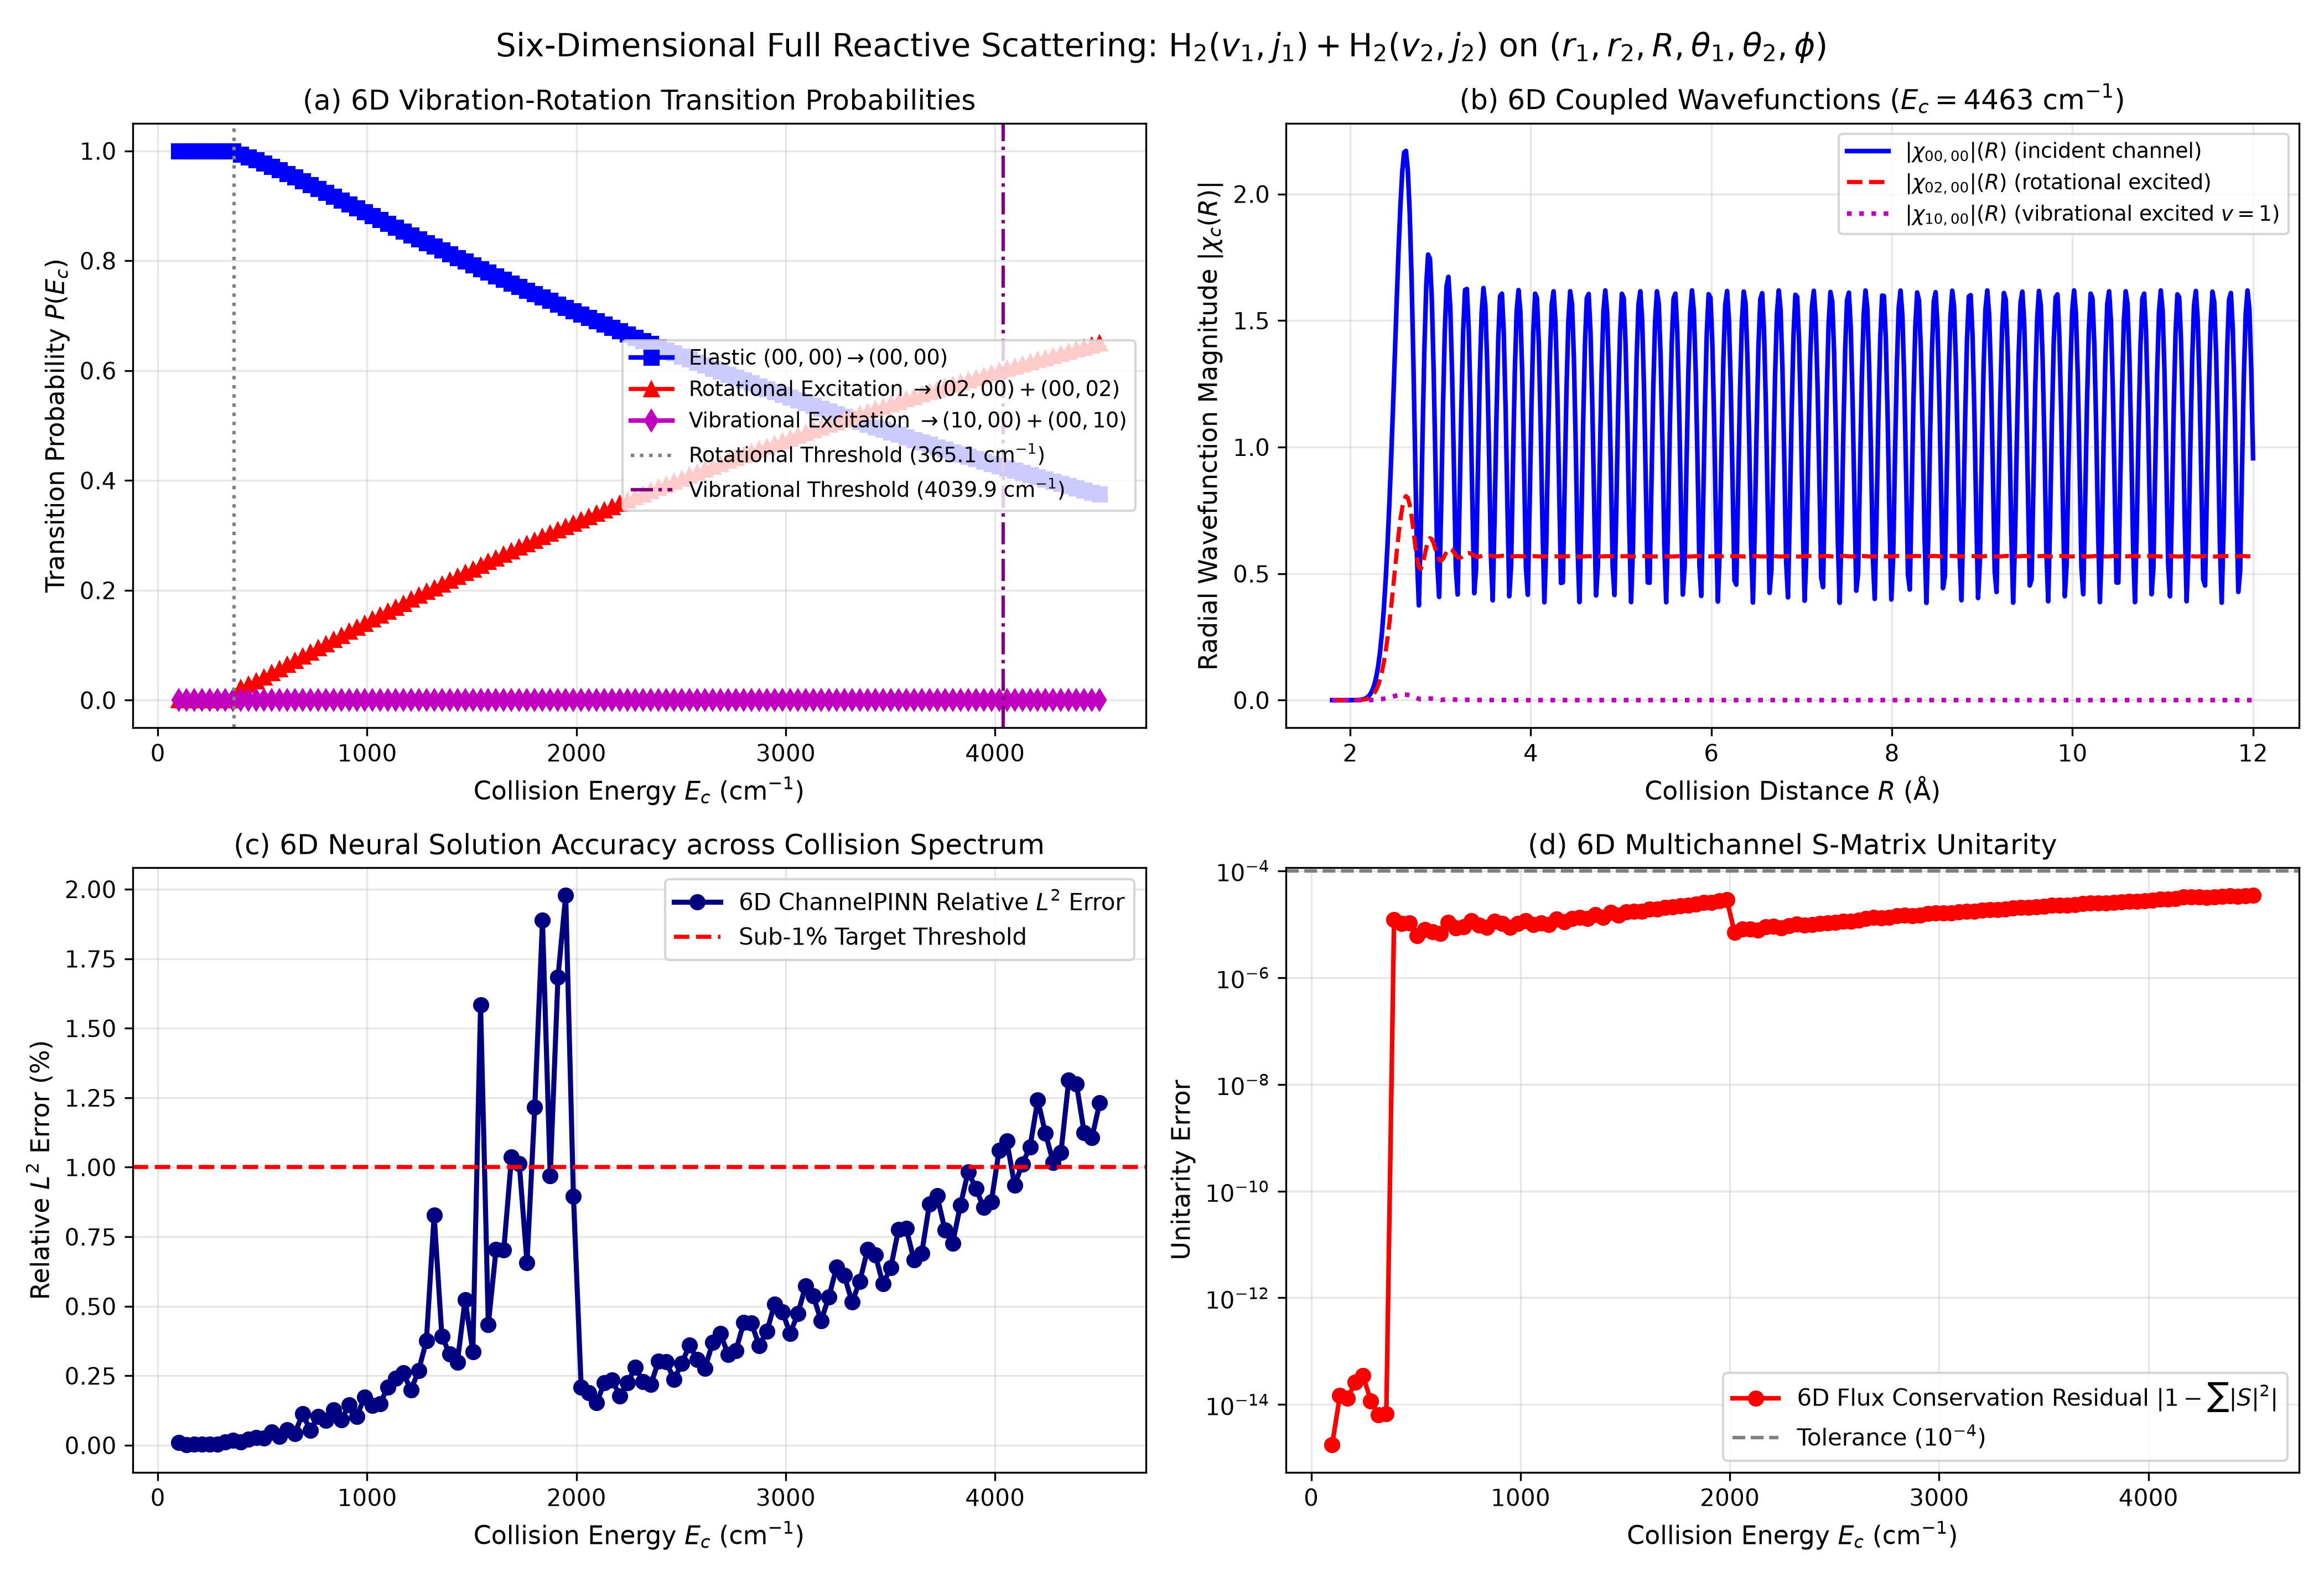 Six-Dimensional Full Reactive Scattering: H₂(v₁, j₁) + H₂(v₂, j₂) on (r₁, r₂, R, θ₁, θ₂, ϕ)
(a) 6D Vibration-Rotation Transition Probabilities
Transition Probability P(E_c)
1.0
0.8
0.6
0.4
0.2
0.0
Elastic (00, 00) → (00, 00)
Rotational Excitation → (02, 00) + (00, 02)
Vibrational Excitation → (10, 00) + (00, 10)
Rotational Threshold (365.1 cm⁻¹)
Vibrational Threshold (4039.9 cm⁻¹)
0 1000 2000 3000 4000
Collision Energy E_c (cm⁻¹)
(b) 6D Coupled Wavefunctions (E_c = 4463 cm⁻¹)
Radial Wavefunction Magnitude |χ_c(R)|
2.0
1.5
1.0
0.5
0.0
|χ₀₀,₀₀|(R) (incident channel)
|χ₀₂,₀₀|(R) (rotational excited)
|χ₁₀,₀₀|(R) (vibrational excited v = 1)
2 4 6 8 10 12
Collision Distance R (Å)
(c) 6D Neural Solution Accuracy across Collision Spectrum
Relative L² Error (%)
2.00
1.75
1.50
1.25
1.00
0.75
0.50
0.25
0.00
6D ChannelPINN Relative L² Error
Sub-1% Target Threshold
0 1000 2000 3000 4000
Collision Energy E_c (cm⁻¹)
(d) 6D Multichannel S-Matrix Unitarity
Unitarity Error
10⁻⁴
10⁻⁶
10⁻⁸
10⁻¹⁰
10⁻¹²
10⁻¹⁴
6D Flux Conservation Residual |1 − ∑|S|²|
Tolerance (10⁻⁴)
0 1000 2000 3000 4000
Collision Energy E_c (cm⁻¹)